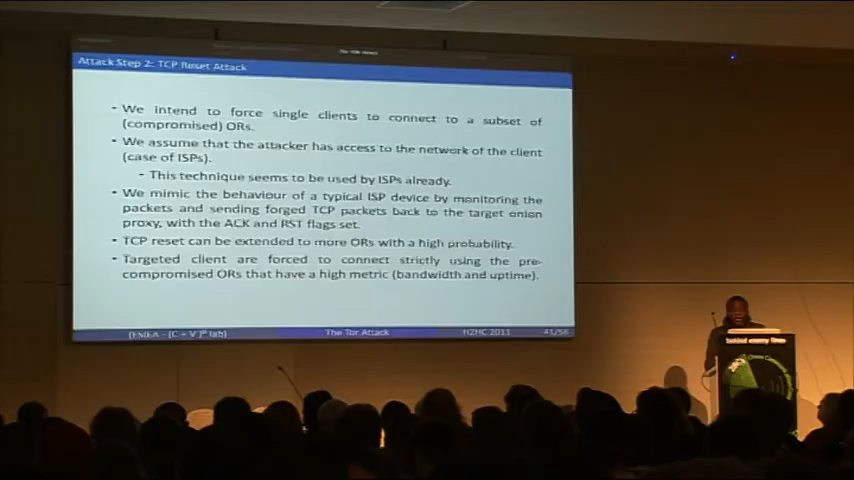 Attack Step 2: TCP Reset Attack
- We intend to force single clients to connect to a subset of
(compromised) ORs.
- We assume that the attacker has access to the network of the client
(case of ISPs).
- This technique seems to be used by ISPs already.
- We mimic the behaviour of a typical ISP device by monitoring the
packets and sending forged TCP packets back to the target onion
proxy, with the ACK and RST flags set.
- TCP reset can be extended to more ORs with a high probability.
- Targeted client are forced to connect strictly using the pre-
compromised ORs that have a high metric (bandwidth and uptime).
The Tor Attack
41/56
behind enemy lines